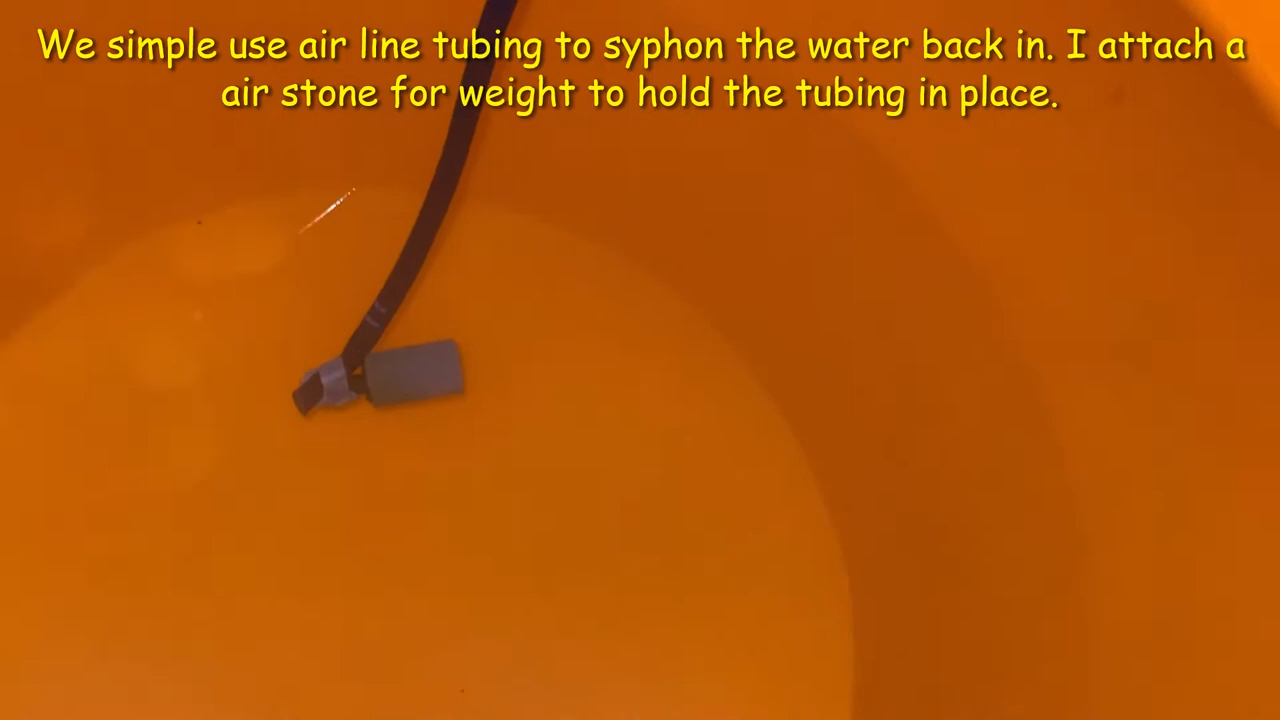 We simple use air line tubing to syphon the water back in. I attach a
air stone for weight to hold the tubing in place.